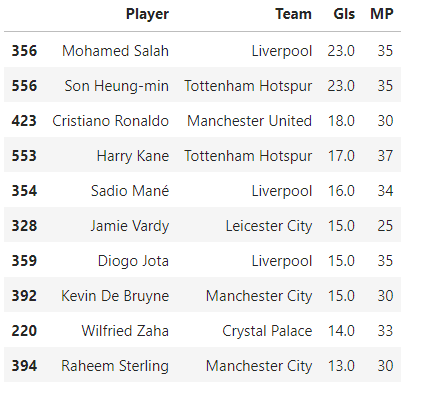 Player Team Gls MP
356 Mohamed Salah Liverpool 23.0 35
556 Son Heung-min Tottenham Hotspur 23.0 35
423 Cristiano Ronaldo Manchester United 18.0 30
553 Harry Kane Tottenham Hotspur 17.0 37
354 Sadio Mané Liverpool 16.0 34
328 Jamie Vardy Leicester City 15.0 25
359 Diogo Jota Liverpool 15.0 35
392 Kevin De Bruyne Manchester City 15.0 30
220 Wilfried Zaha Crystal Palace 14.0 33
394 Raheem Sterling Manchester City 13.0 30